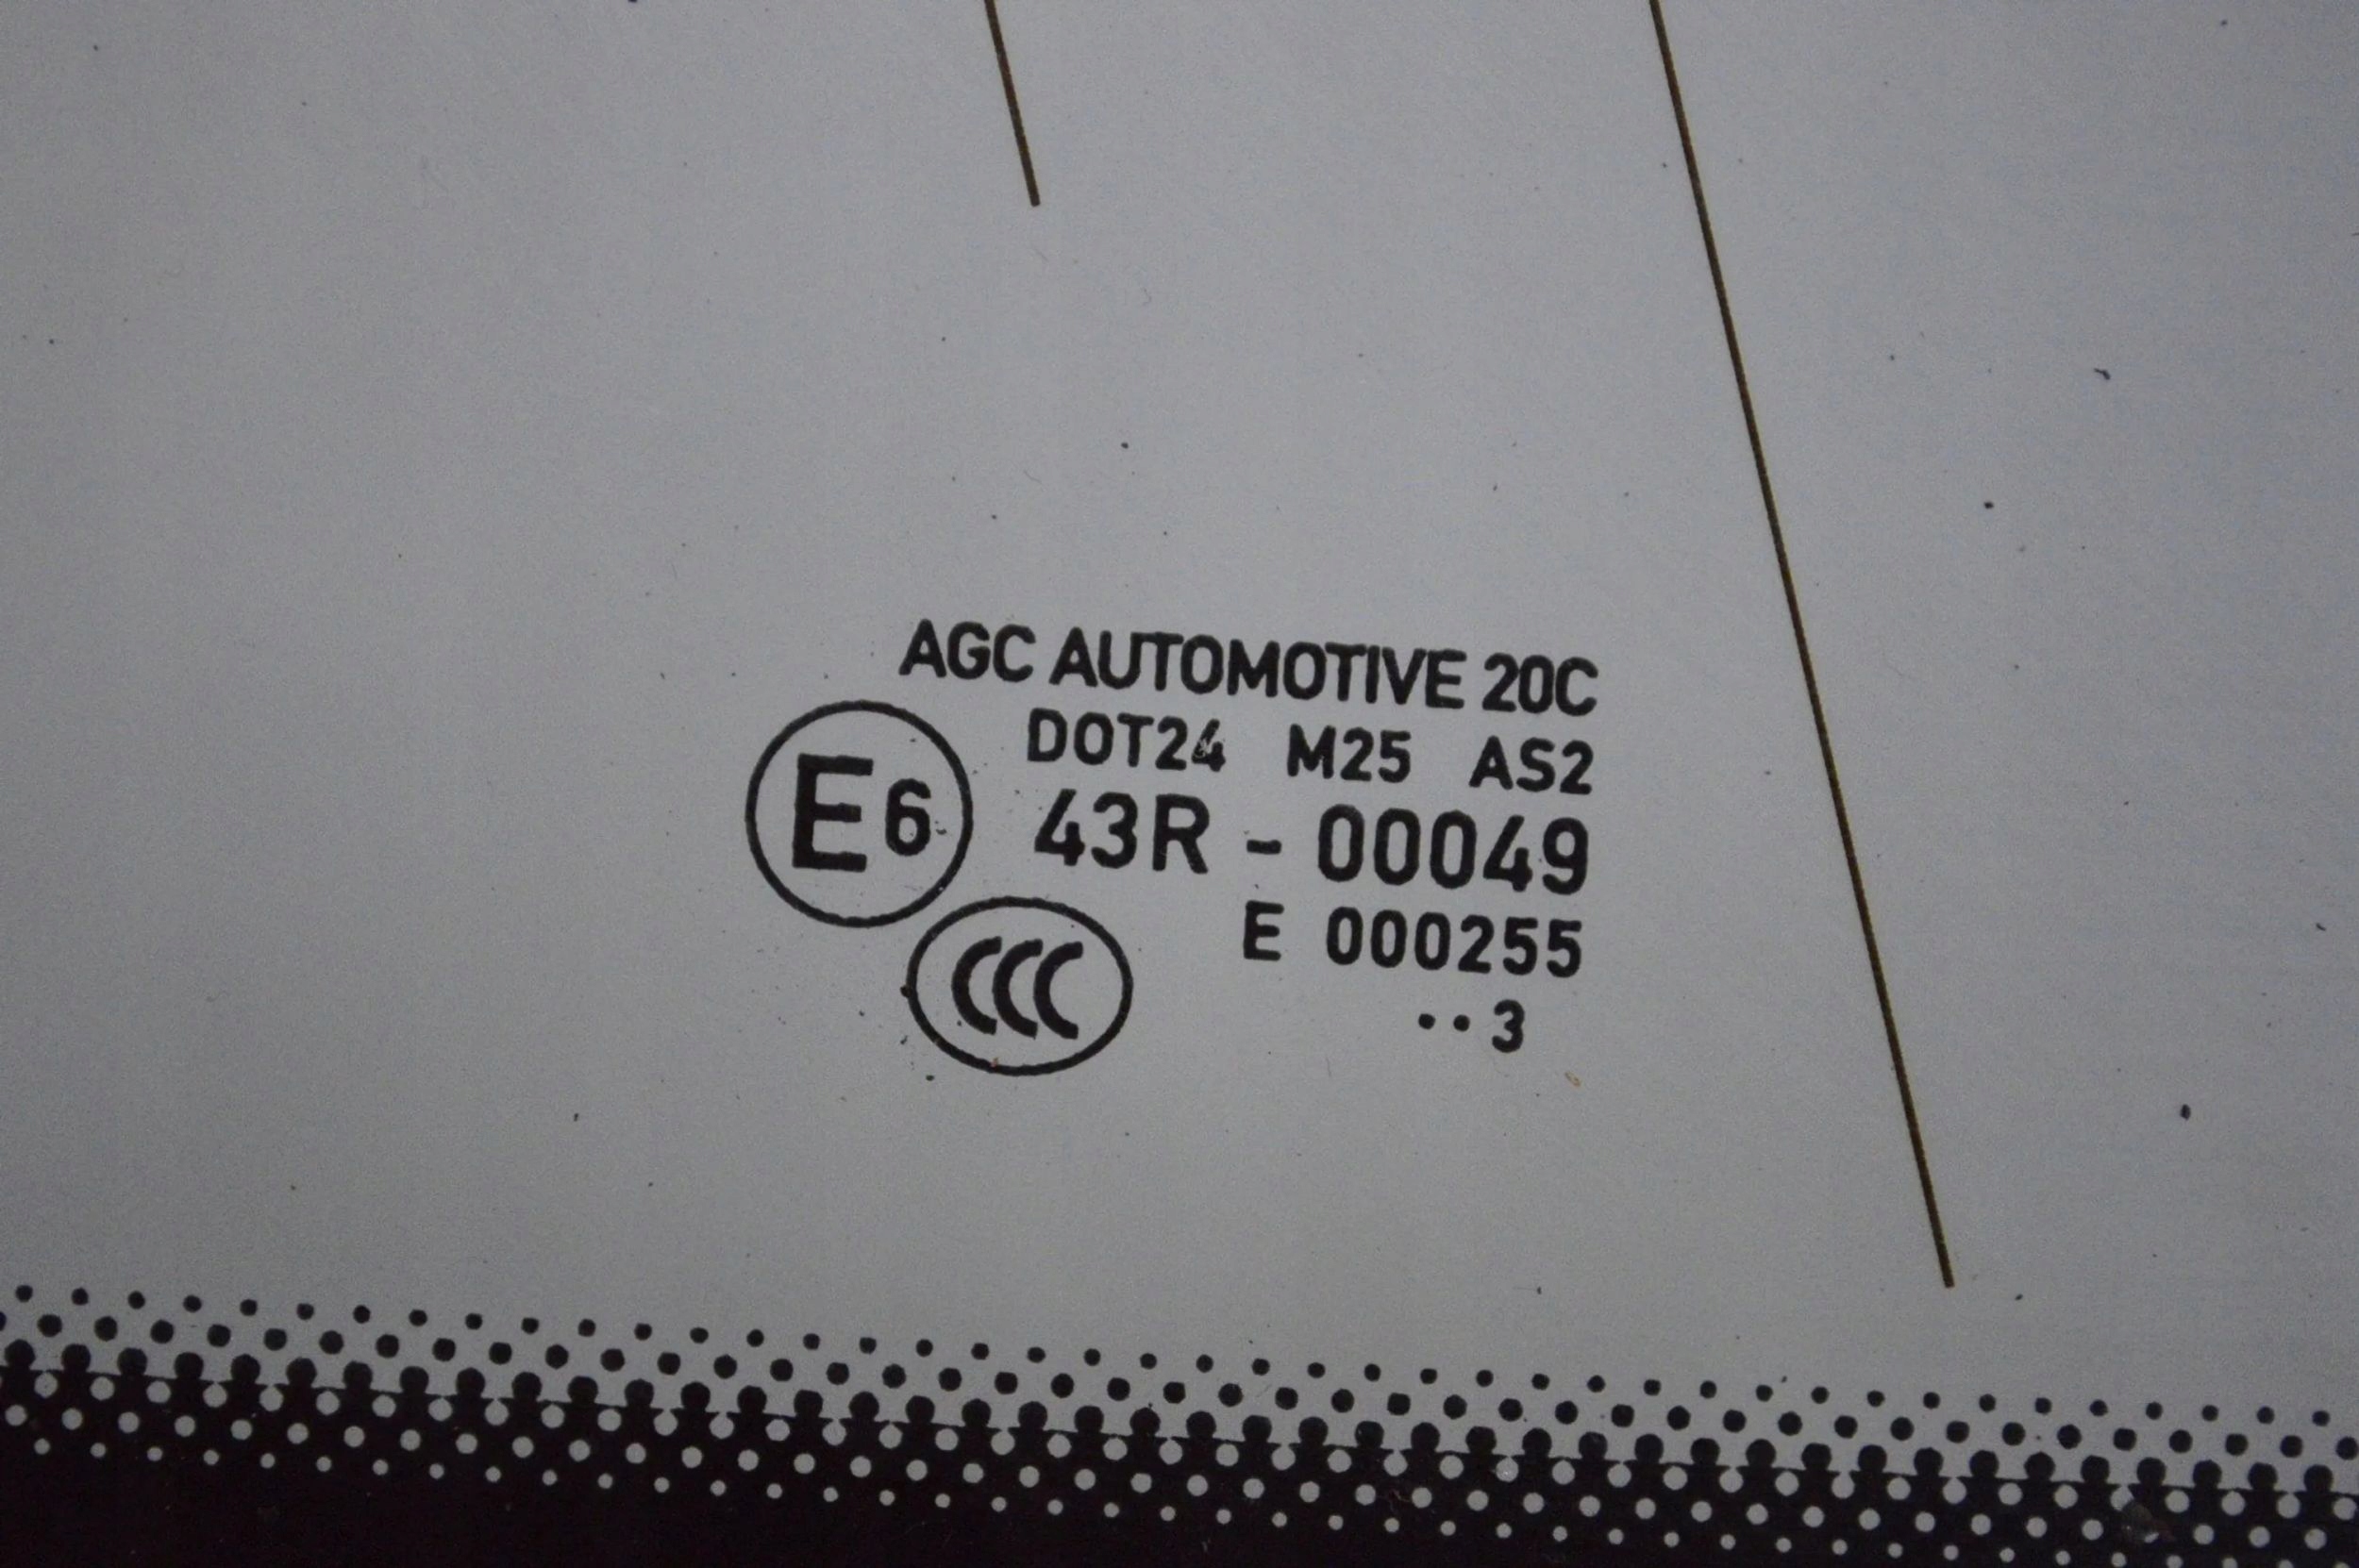 AGC AUTOMOTIVE 20C
DOT24 M25 AS2
E6 43R - 00049
E 000255
CCC
••3